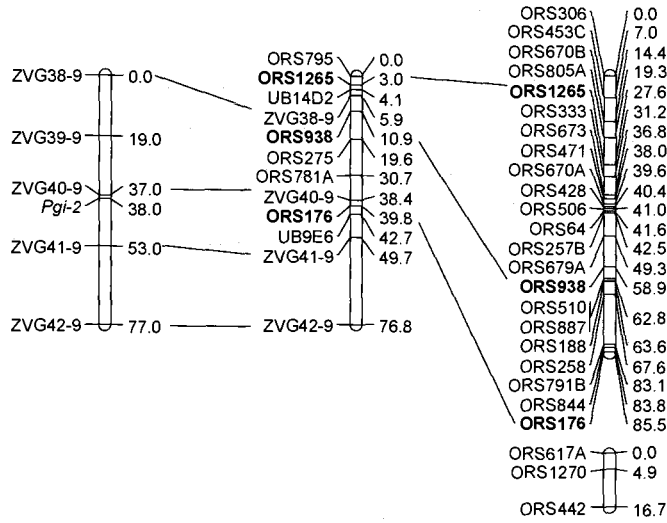 ZVG38-9 0.0
ZVG39-9 19.0
ZVG40-9 37.0
Pgi-2 38.0
ZVG41-9 53.0
ZVG42-9 77.0
ORS795 0.0
ORS1265 3.0
UB14D2 4.1
ZVG38-9 5.9
ORS938 10.9
ORS275 19.6
ORS781A 30.7
ZVG40-9 38.4
ORS176 39.8
UB9E6 42.7
ZVG41-9 49.7
ZVG42-9 76.8
ORS306 0.0
ORS453C 7.0
ORS670B 14.4
ORS805A 19.3
ORS1265 27.6
ORS333 31.2
ORS673 36.8
ORS471 38.0
ORS670A 39.6
ORS428 40.4
ORS506 41.0
ORS64 41.6
ORS257B 42.5
ORS679A 49.3
ORS938 58.9
ORS510
ORS887 62.8
ORS188 63.6
ORS258 67.6
ORS791B 83.1
ORS844 83.8
ORS176 85.5
ORS617A 0.0
ORS1270 4.9
ORS442 16.7